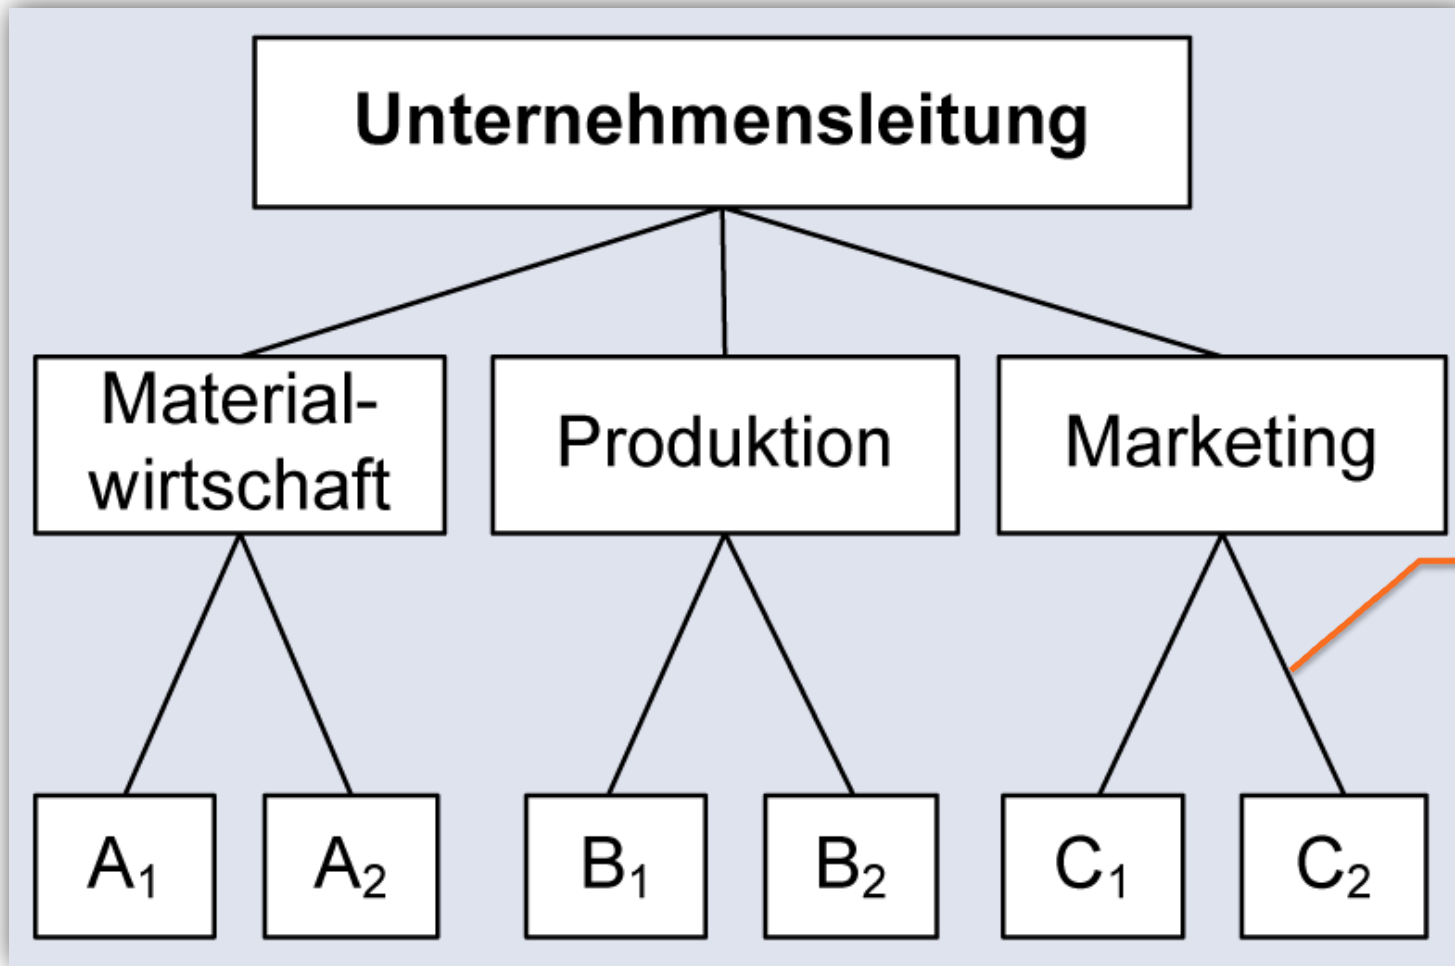 Unternehmensleitung
Material-
wirtschaft
Produktion
Marketing
A₁
A₂
B₁
B₂
C₁
C₂